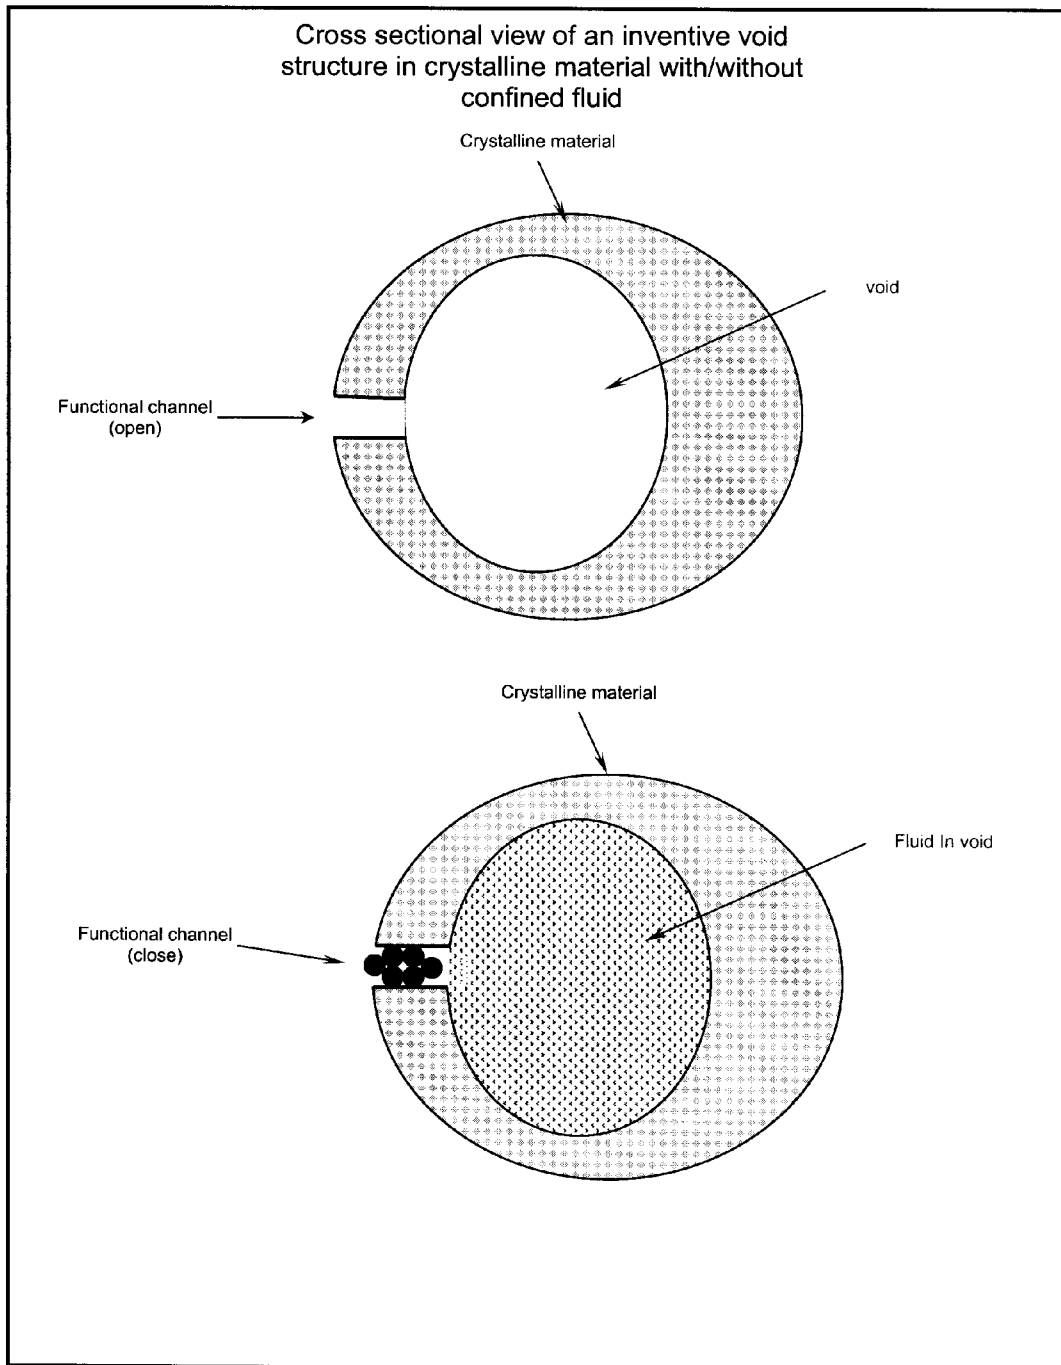 Cross sectional view of an inventive void
structure in crystalline material with/without
confined fluid
Crystalline material
void
Functional channel
(open)
Crystalline material
Fluid In void
Functional channel
(close)